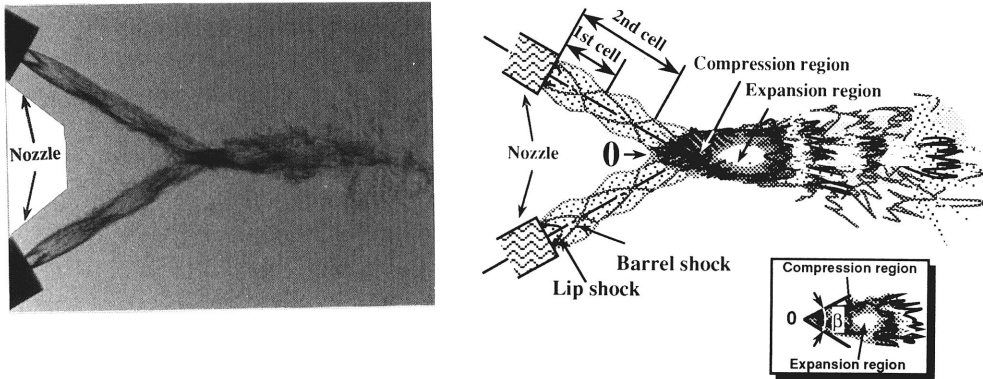 Nozzle
2nd cell
1st cell
Compression region
Expansion region
Nozzle
0
Barrel shock
Lip shock
Compression region
0
β
Expansion region